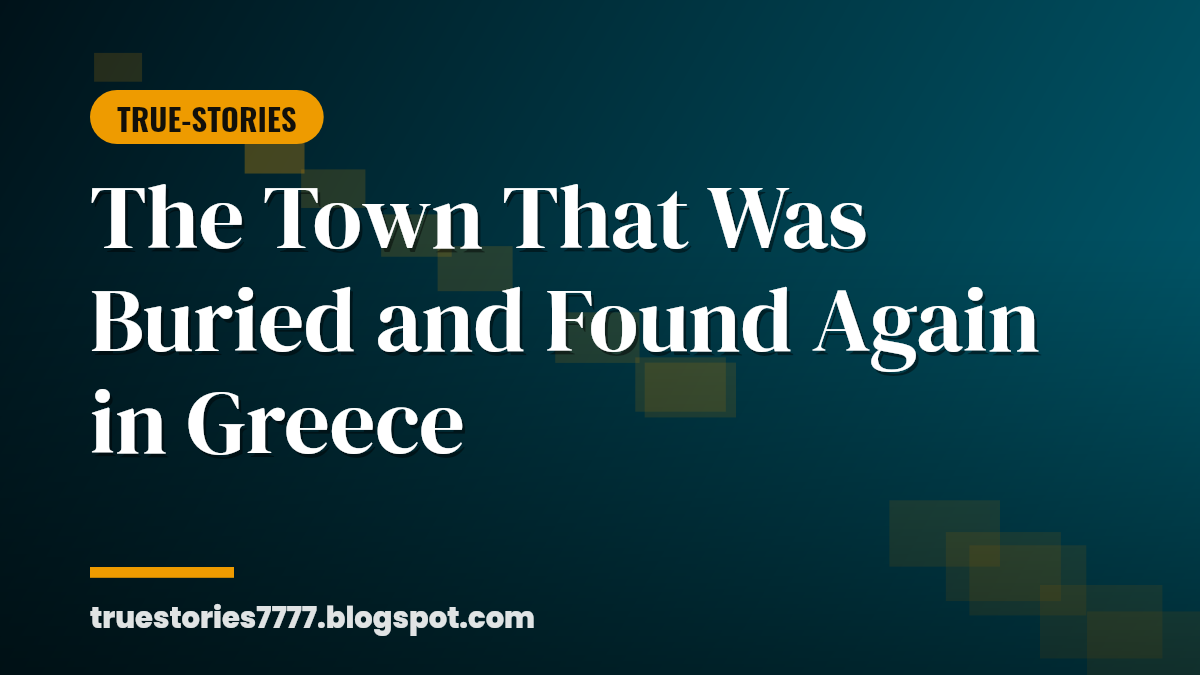 TRUE-STORIES
The Town That Was
Buried and Found Again
in Greece
truestories7777.blogspot.com